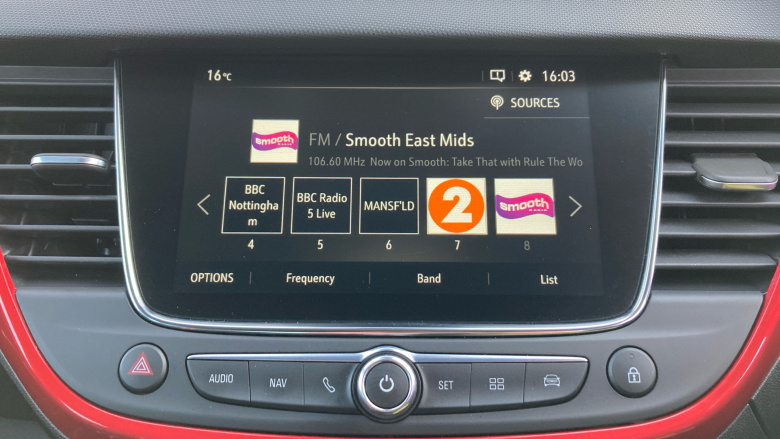 16°C
16:03
SOURCES
smooth
RADIO
FM / Smooth East Mids
106.60 MHz Now on Smooth: Take That with Rule The Wo
BBC
Nottingha
m
BBC Radio
5 Live
MANSF'LD
2
smooth
RADIO
4
5
6
7
8
OPTIONS
Frequency
Band
List
AUDIO
NAV
SET